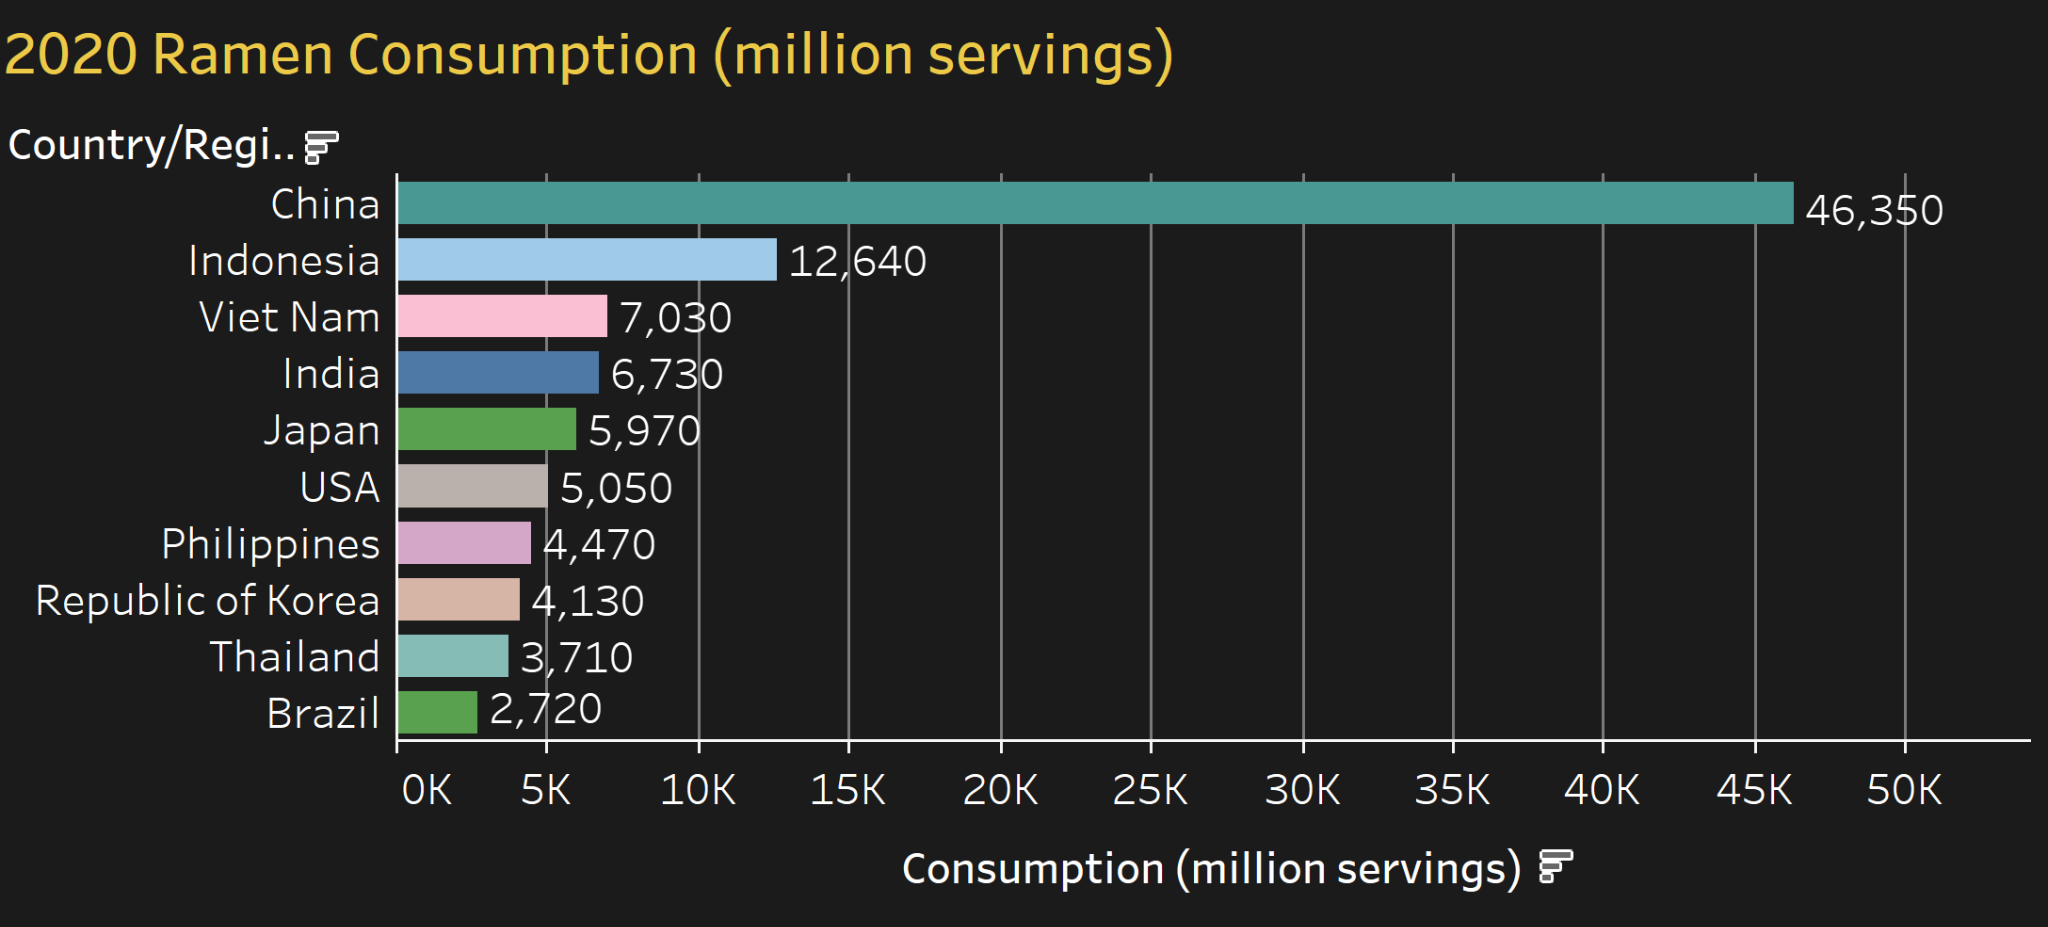 2020 Ramen Consumption (million servings)
Country/Regi..
China 46,350
Indonesia 12,640
Viet Nam 7,030
India 6,730
Japan 5,970
USA 5,050
Philippines 4,470
Republic of Korea 4,130
Thailand 3,710
Brazil 2,720
0K 5K 10K 15K 20K 25K 30K 35K 40K 45K 50K
Consumption (million servings)